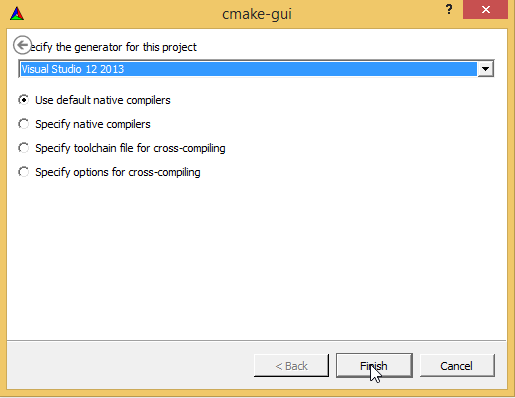 cmake-gui
?
ecify the generator for this project
Visual Studio 12 2013
Use default native compilers
Specify native compilers
Specify toolchain file for cross-compiling
Specify options for cross-compiling
< Back
Finish
Cancel